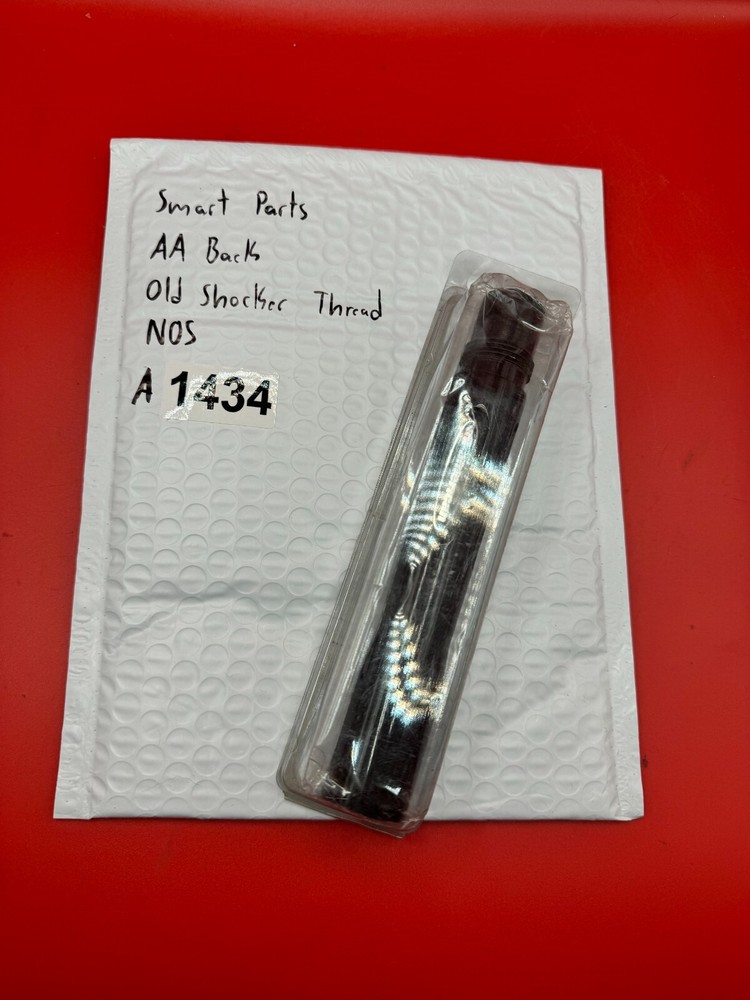 Smart Parts
AA Back
Old Shocker Thread
NOS
A 1434